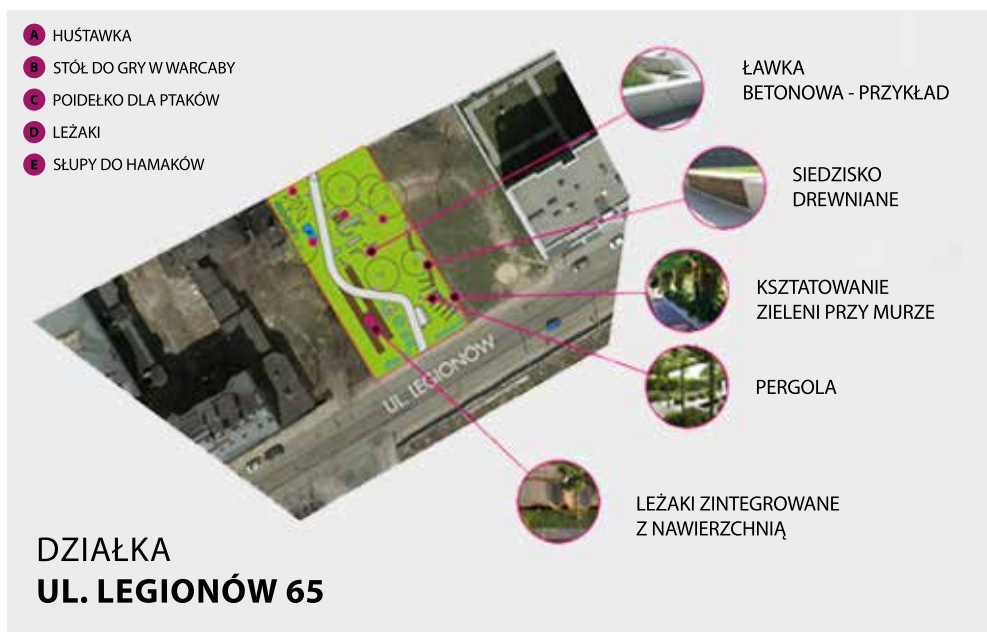 A HUŚTAWKA
B STÓŁ DO GRY W WARCABY
C POIDEŁKO DLA PTAKÓW
D LEŻAKI
E SŁUPY DO HAMAKÓW
ŁAWKA
BETONOWA - PRZYKŁAD
SIEDZISKO
DREWNIANE
KSZTATOWANIE
ZIELENI PRZY MURZE
PERGOLA
LEŻAKI ZINTEGROWANE
Z NAWIERZCHNIĄ
UL. LEGIONÓW
DZIAŁKA
UL. LEGIONÓW 65